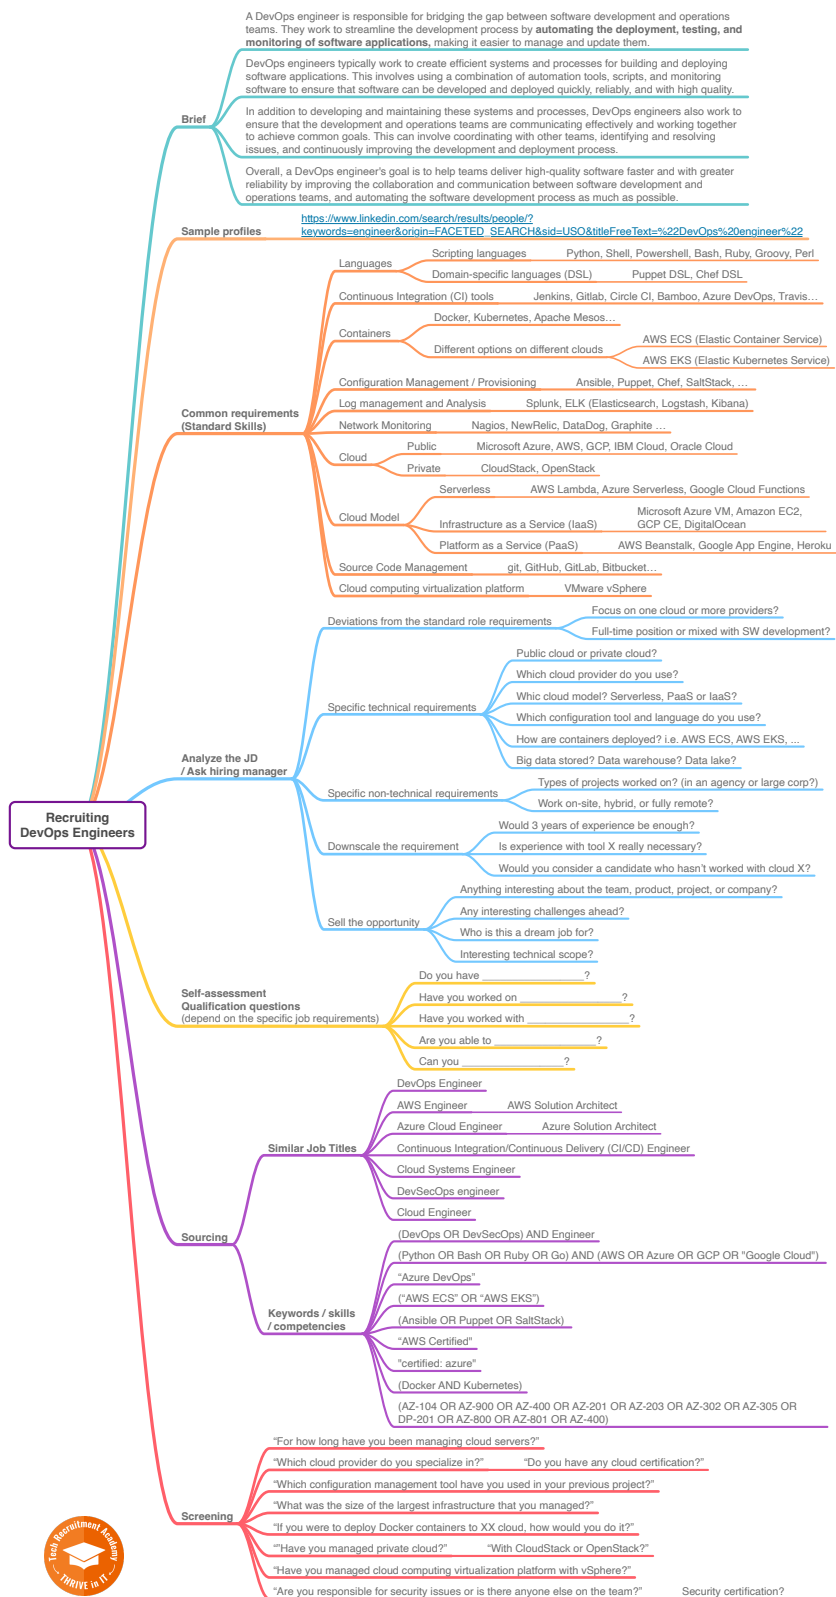 A DevOps engineer is responsible for bridging the gap between software development and operations
teams. They work to streamline the development process by automating the deployment, testing, and
monitoring of software applications, making it easier to manage and update them.
DevOps engineers typically work to create efficient systems and processes for building and deploying
software applications. This involves using a combination of automation tools, scripts, and monitoring
software to ensure that software can be developed and deployed quickly, reliably, and with high quality.
Brief
In addition to developing and maintaining these systems and processes, DevOps engineers also work to
ensure that the development and operations teams are communicating effectively and working together
to achieve common goals. This can involve coordinating with other teams, identifying and resolving
issues, and continuously improving the development and deployment process.
Overall, a DevOps engineer's goal is to help teams deliver high-quality software faster and with greater
reliability by improving the collaboration and communication between software development and
operations teams, and automating the software development process as much as possible.
Sample profiles
https://www.linkedin.com/search/results/people/?
keywords=engineer&origin=FACETED_SEARCH&sid=USO&titleFreeText=%22DevOps%20engineer%22
Common requirements
(Standard Skills)
Languages
Scripting languages
Python, Shell, Powershell, Bash, Ruby, Groovy, Perl
Domain-specific languages (DSL)
Puppet DSL, Chef DSL
Continuous Integration (CI) tools
Jenkins, Gitlab, Circle CI, Bamboo, Azure DevOps, Travis…
Containers
Docker, Kubernetes, Apache Mesos…
Different options on different clouds
AWS ECS (Elastic Container Service)
AWS EKS (Elastic Kubernetes Service)
Configuration Management / Provisioning
Ansible, Puppet, Chef, SaltStack, …
Log management and Analysis
Splunk, ELK (Elasticsearch, Logstash, Kibana)
Network Monitoring
Nagios, NewRelic, DataDog, Graphite …
Cloud
Public
Microsoft Azure, AWS, GCP, IBM Cloud, Oracle Cloud
Private
CloudStack, OpenStack
Cloud Model
Serverless
AWS Lambda, Azure Serverless, Google Cloud Functions
Infrastructure as a Service (IaaS)
Microsoft Azure VM, Amazon EC2,
GCP CE, DigitalOcean
Platform as a Service (PaaS)
AWS Beanstalk, Google App Engine, Heroku
Source Code Management
git, GitHub, GitLab, Bitbucket…
Cloud computing virtualization platform
VMware vSphere
Analyze the JD
/ Ask hiring manager
Deviations from the standard role requirements
Focus on one cloud or more providers?
Full-time position or mixed with SW development?
Specific technical requirements
Public cloud or private cloud?
Which cloud provider do you use?
Whic cloud model? Serverless, PaaS or IaaS?
Which configuration tool and language do you use?
How are containers deployed? i.e. AWS ECS, AWS EKS, …
Big data stored? Data warehouse? Data lake?
Specific non-technical requirements
Types of projects worked on? (in an agency or large corp?)
Work on-site, hybrid, or fully remote?
Downscale the requirement
Would 3 years of experience be enough?
Is experience with tool X really necessary?
Would you consider a candidate who hasn't worked with cloud X?
Sell the opportunity
Anything interesting about the team, product, project, or company?
Any interesting challenges ahead?
Who is this a dream job for?
Interesting technical scope?
Recruiting
DevOps Engineers
Self-assessment
Qualification questions
(depend on the specific job requirements)
Do you have _________________?
Have you worked on _________________?
Have you worked with _________________?
Are you able to _________________?
Can you _________________?
Sourcing
Similar Job Titles
DevOps Engineer
AWS Engineer
AWS Solution Architect
Azure Cloud Engineer
Azure Solution Architect
Continuous Integration/Continuous Delivery (CI/CD) Engineer
Cloud Systems Engineer
DevSecOps engineer
Cloud Engineer
Keywords / skills
/ competencies
(DevOps OR DevSecOps) AND Engineer
(Python OR Bash OR Ruby OR Go) AND (AWS OR Azure OR GCP OR "Google Cloud")
“Azure DevOps”
(“AWS ECS” OR “AWS EKS”)
(Ansible OR Puppet OR SaltStack)
“AWS Certified”
"certified: azure"
(Docker AND Kubernetes)
(AZ-104 OR AZ-900 OR AZ-400 OR AZ-201 OR AZ-203 OR AZ-302 OR AZ-305 OR
DP-201 OR AZ-800 OR AZ-801 OR AZ-400)
Screening
“For how long have you been managing cloud servers?”
“Which cloud provider do you specialize in?”
“Do you have any cloud certification?”
“Which configuration management tool have you used in your previous project?”
“What was the size of the largest infrastructure that you managed?”
“If you were to deploy Docker containers to XX cloud, how would you do it?”
“”Have you managed private cloud?”
“With CloudStack or OpenStack?”
“Have you managed cloud computing virtualization platform with vSphere?”
“Are you responsible for security issues or is there anyone else on the team?”
Security certification?
Tech Recruitment Academy
THRIVE in IT